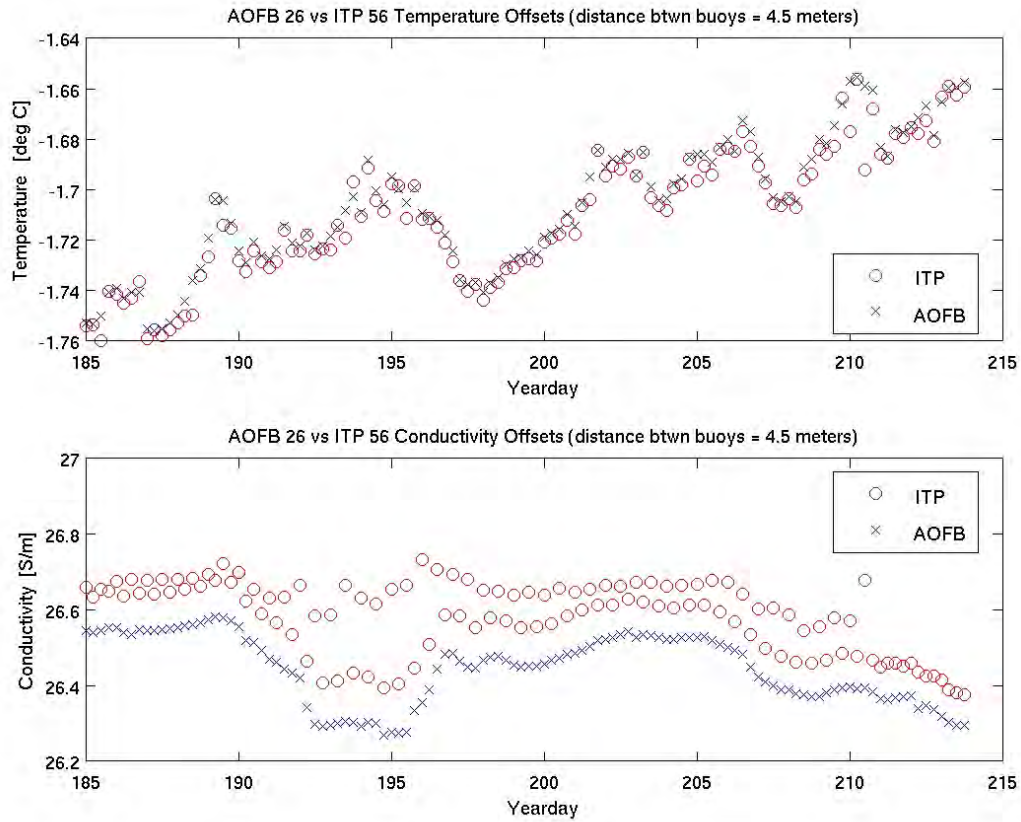 AOFB 26 vs ITP 56 Temperature Offsets (distance btwn buoys = 4.5 meters)
-1.64
-1.66
-1.68
-1.7
-1.72
-1.74
-1.76
Temperature [deg C]
ITP
AOFB
185 190 195 200 205 210 215
Yearday
AOFB 26 vs ITP 56 Conductivity Offsets (distance btwn buoys = 4.5 meters)
27
26.8
26.6
26.4
26.2
Conductivity [S/m]
ITP
AOFB
185 190 195 200 205 210 215
Yearday